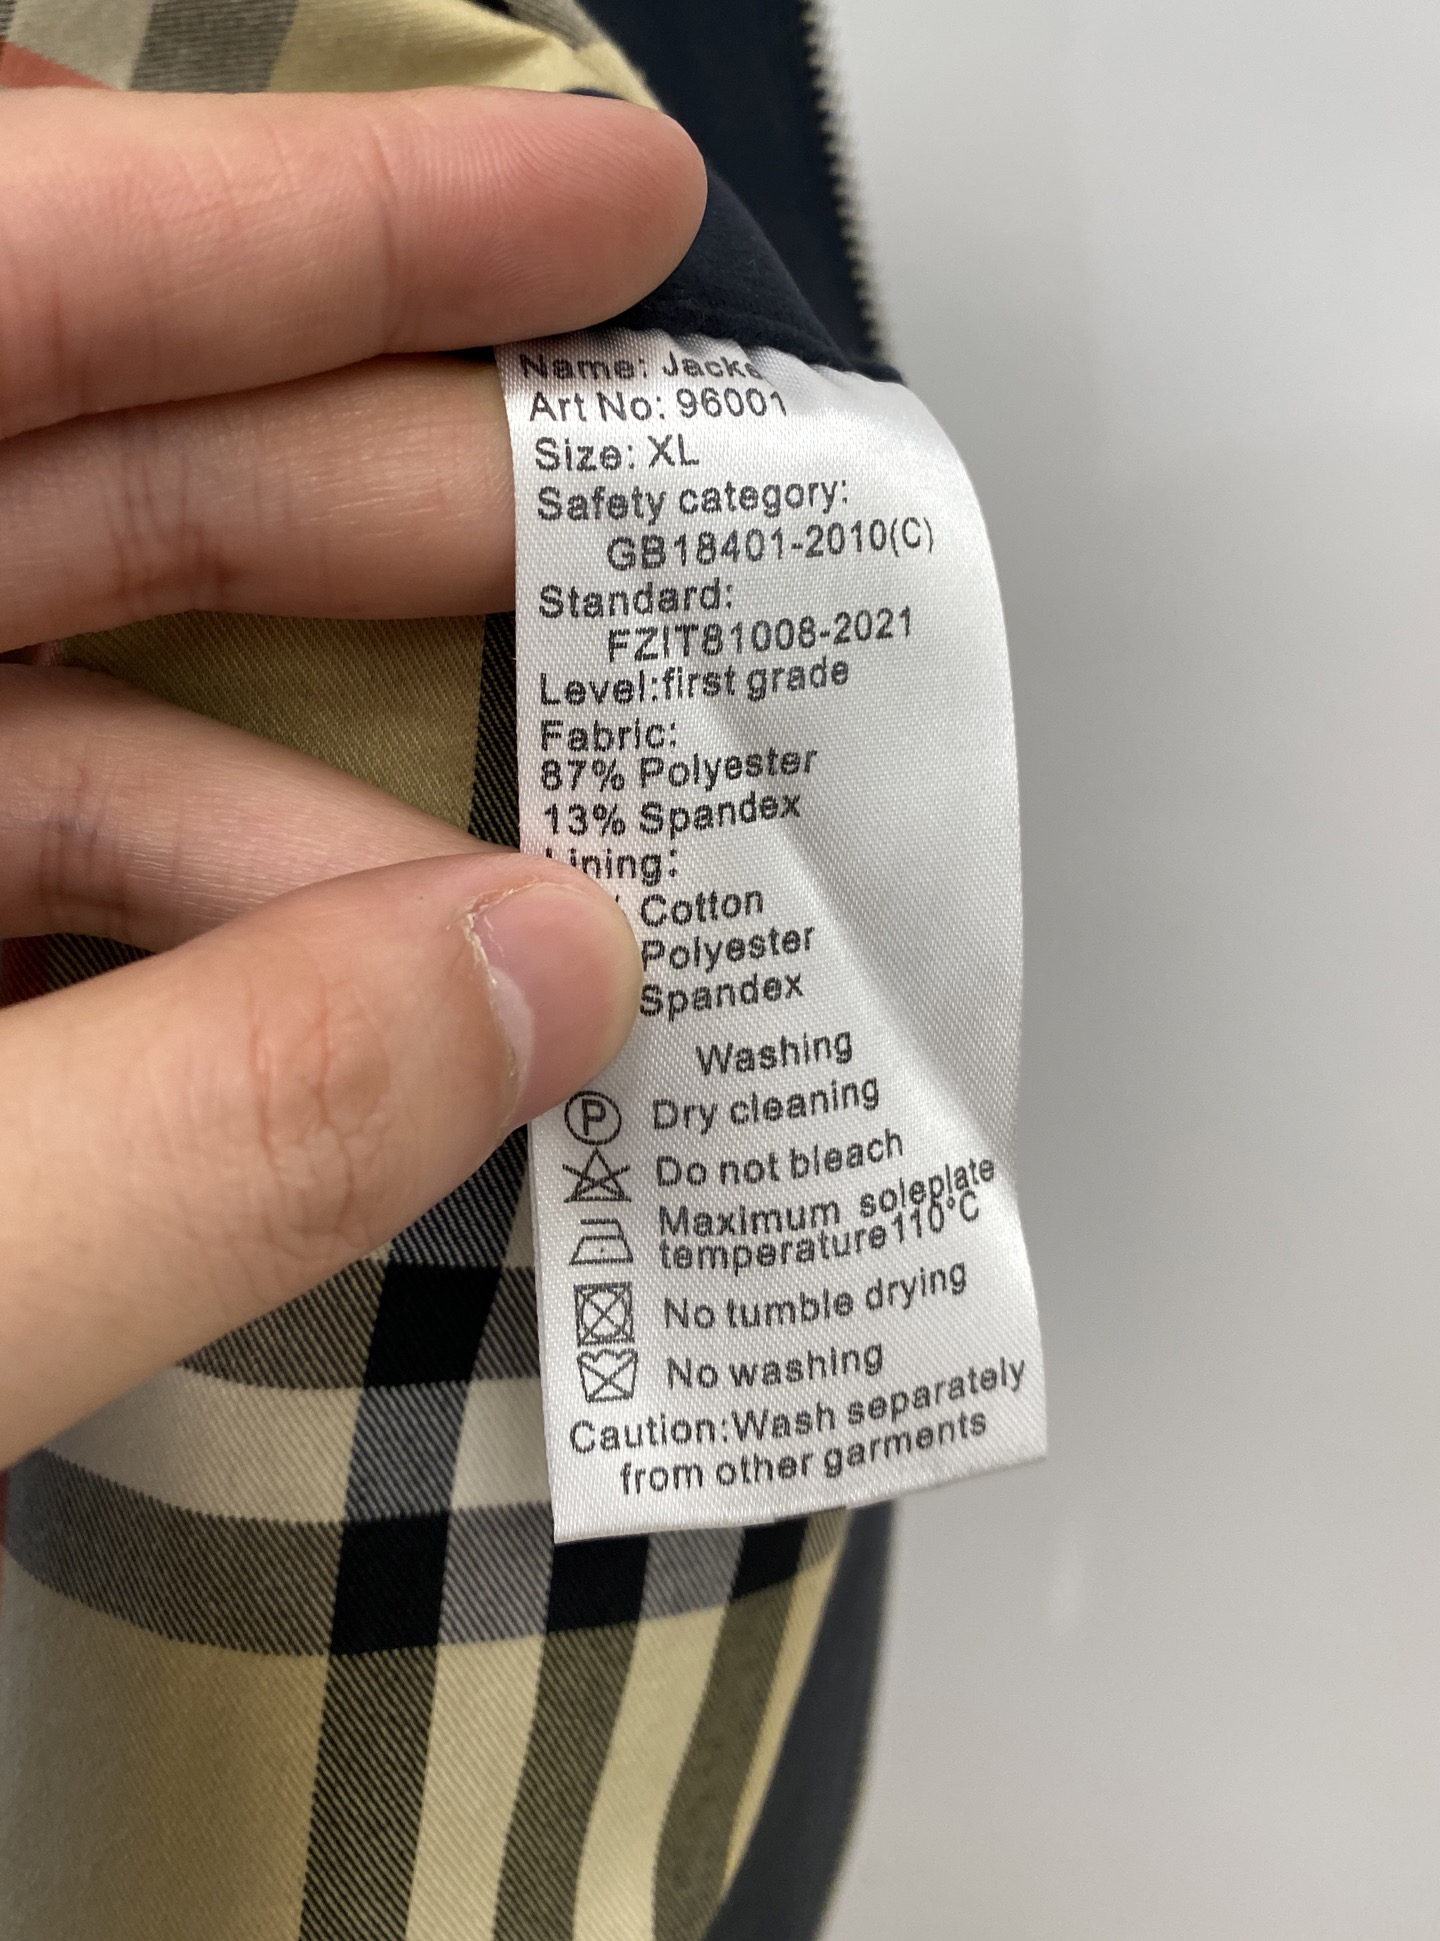 Name: Jacke
Art No: 96001
Size: XL
Safety category:
GB18401-2010(C)
Standard:
FZIT81008-2021
Level:first grade
Fabric:
87% Polyester
13% Spandex
Lining:
Cotton
Polyester
Spandex
Washing
P Dry cleaning
Do not bleach
Maximum soleplate
temperature110°C
No tumble drying
No washing
Caution:Wash separately
from other garments